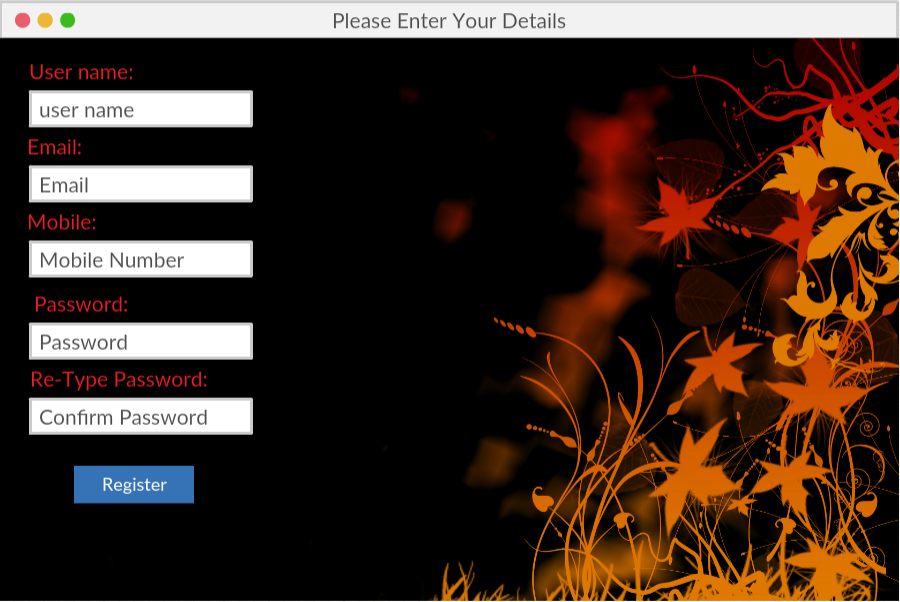 Please Enter Your Details
User name:
user name
Email:
Email
Mobile:
Mobile Number
Password:
Password
Re-Type Password:
Confirm Password
Register